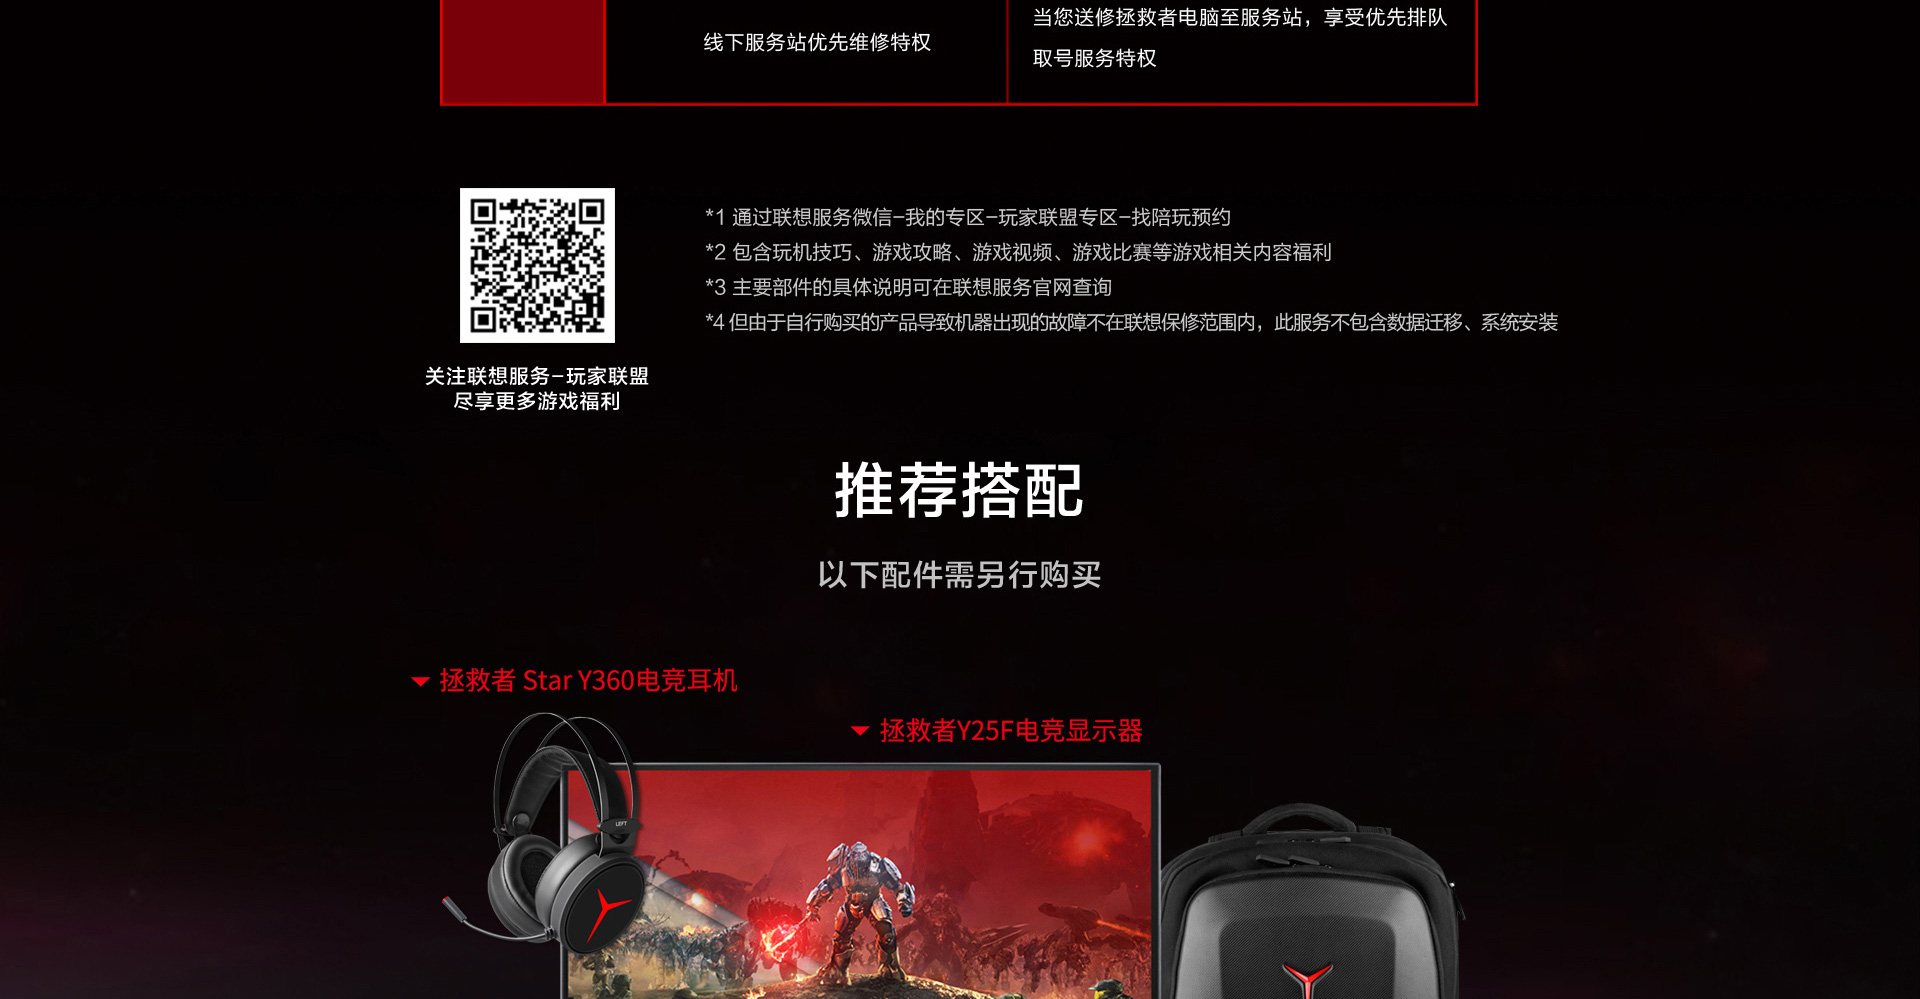 线下服务站优先维修特权
当您送修拯救者电脑至服务站，享受优先排队
取号服务特权
*1 通过联想服务微信-我的专区-玩家联盟专区-找陪玩预约
*2 包含玩机技巧、游戏攻略、游戏视频、游戏比赛等游戏相关内容福利
*3 主要部件的具体说明可在联想服务官网查询
*4 但由于自行购买的产品导致机器出现的故障不在联想保修范围内，此服务不包含数据迁移、系统安装
关注联想服务-玩家联盟
尽享更多游戏福利
推荐搭配
以下配件需另行购买
拯救者 Star Y360电竞耳机
拯救者Y25F电竞显示器
LEFT